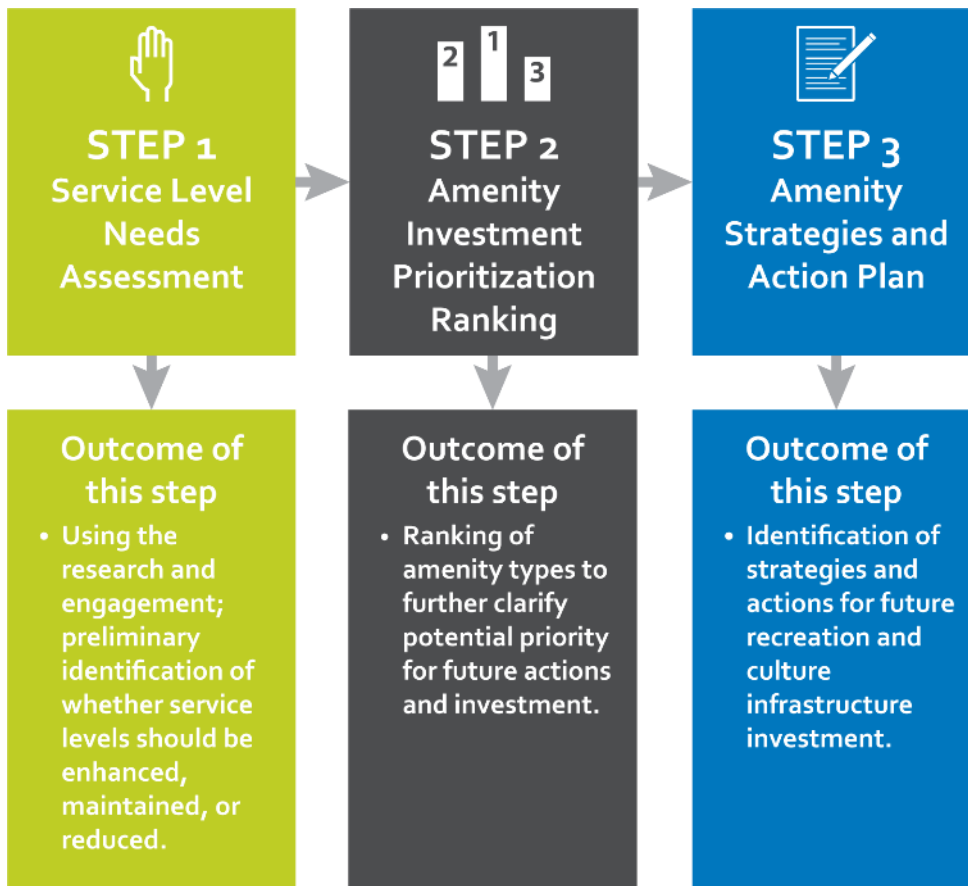 STEP 1
Service Level
Needs
Assessment
2
1
3
STEP 2
Amenity
Investment
Prioritization
Ranking
STEP 3
Amenity
Strategies and
Action Plan
Outcome of
this step
• Using the
research and
engagement;
preliminary
identification of
whether service
levels should be
enhanced,
maintained, or
reduced.
Outcome of
this step
• Ranking of
amenity types to
further clarify
potential priority
for future actions
and investment.
Outcome of
this step
• Identification of
strategies and
actions for future
recreation and
culture
infrastructure
investment.